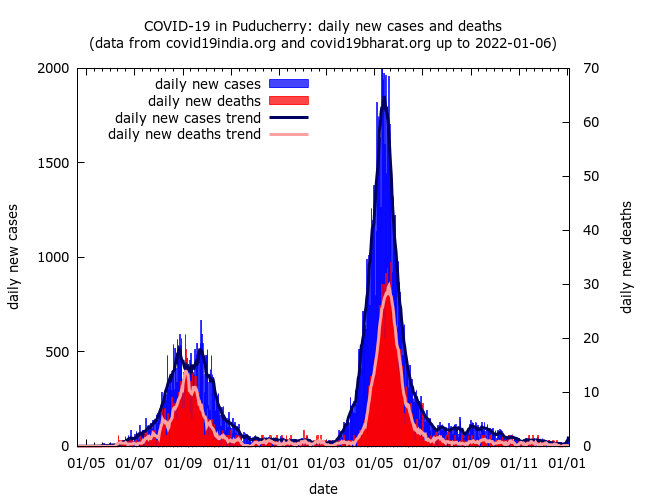 COVID-19 in Puducherry: daily new cases and deaths
(data from covid19india.org and covid19bharat.org up to 2022-01-06)
daily new cases
daily new deaths
daily new cases trend
daily new deaths trend
2000
1500
1000
500
0
daily new cases
70
60
50
40
30
20
10
0
daily new deaths
01/05 01/07 01/09 01/11 01/01 01/03 01/05 01/07 01/09 01/11 01/01
date